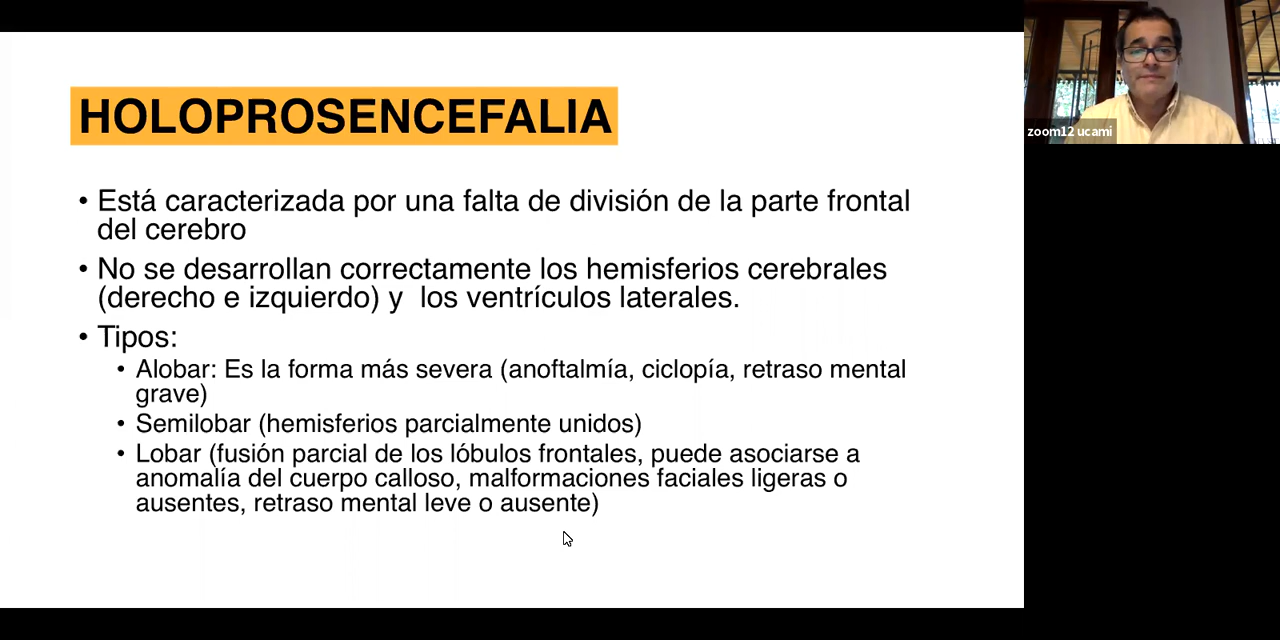 HOLOPROSENCEFALIA
• Está caracterizada por una falta de división de la parte frontal
del cerebro
• No se desarrollan correctamente los hemisferios cerebrales
(derecho e izquierdo) y  los ventrículos laterales.
• Tipos:
• Alobar: Es la forma más severa (anoftalmía, ciclopía, retraso mental
grave)
• Semilobar (hemisferios parcialmente unidos)
• Lobar (fusión parcial de los lóbulos frontales, puede asociarse a
anomalía del cuerpo calloso, malformaciones faciales ligeras o
ausentes, retraso mental leve o ausente)
zoom12 ucami